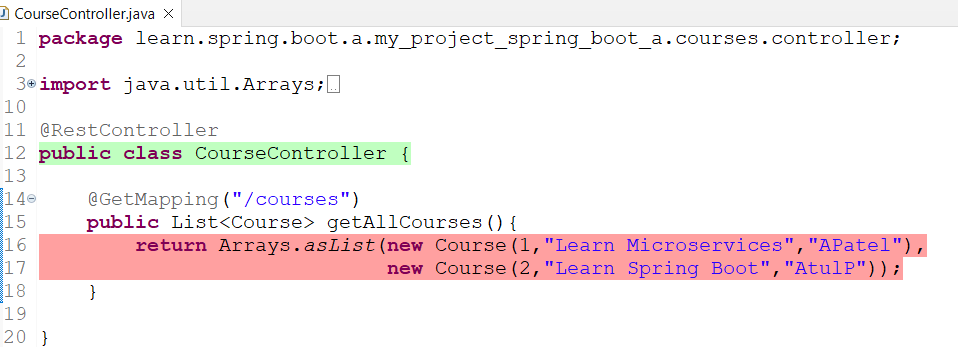 CourseController.java
1 package learn.spring.boot.a.my_project_spring_boot_a.courses.controller;
2
3 import java.util.Arrays;
10
11 @RestController
12 public class CourseController {
13
14 @GetMapping("/courses")
15 public List<Course> getAllCourses(){
16 return Arrays.asList(new Course(1,"Learn Microservices","APatel"),
17 new Course(2,"Learn Spring Boot","AtulP"));
18 }
19
20 }